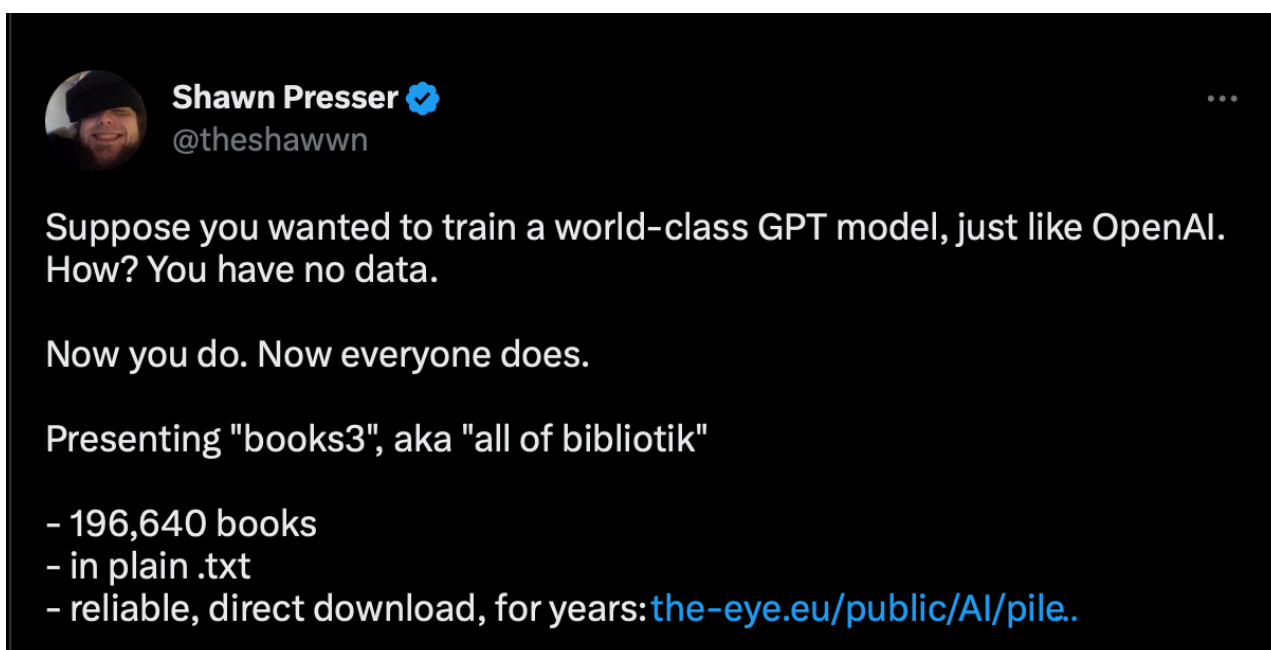 Shawn Presser
@theshawwn
Suppose you wanted to train a world-class GPT model, just like OpenAI.
How? You have no data.
Now you do. Now everyone does.
Presenting "books3", aka "all of bibliotik"
- 196,640 books
- in plain .txt
- reliable, direct download, for years: the-eye.eu/public/AI/pile..